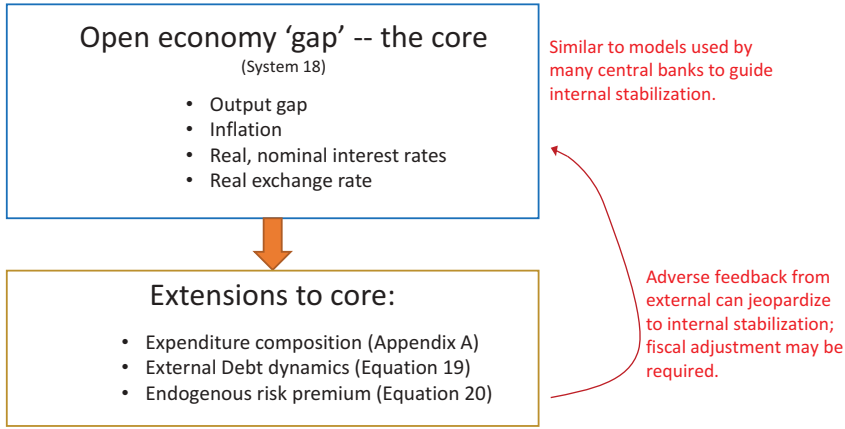 Open economy ‘gap’ -- the core
(System 18)
• Output gap
• Inflation
• Real, nominal interest rates
• Real exchange rate
Similar to models used by
many central banks to guide
internal stabilization.
Extensions to core:
• Expenditure composition (Appendix A)
• External Debt dynamics (Equation 19)
• Endogenous risk premium (Equation 20)
Adverse feedback from
external can jeopardize
to internal stabilization;
fiscal adjustment may be
required.